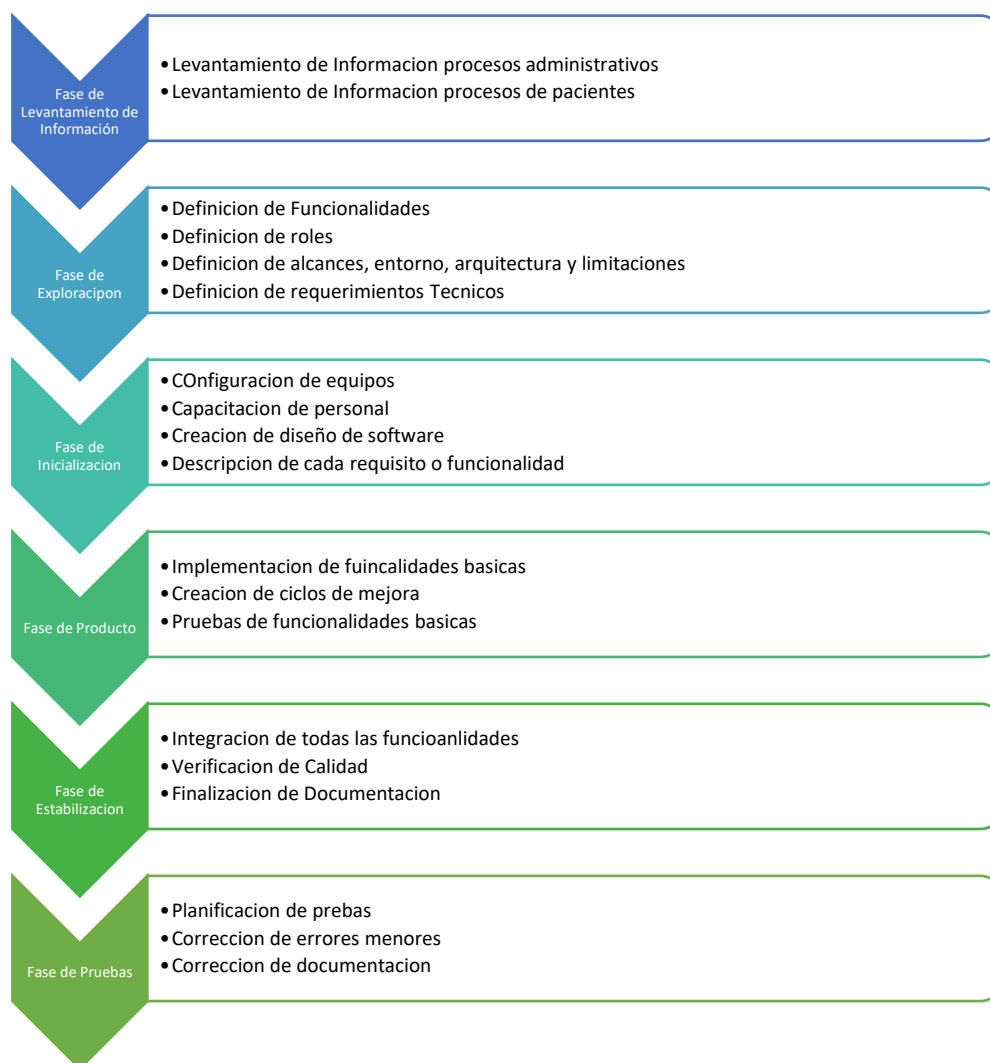 Fase de
Levantamiento de
Información
•Levantamiento de Informacion procesos administrativos
•Levantamiento de Informacion procesos de pacientes
Fase de
Exploracipon
•Definicion de Funcionalidades
•Definicion de roles
•Definicion de alcances, entorno, arquitectura y limitaciones
•Definicion de requerimientos Tecnicos
Fase de
Inicializacion
•COnfiguracion de equipos
•Capacitacion de personal
•Creacion de diseño de software
•Descripcion de cada requisito o funcionalidad
Fase de Producto
•Implementacion de fuincalidades basicas
•Creacion de ciclos de mejora
•Pruebas de funcionalidades basicas
Fase de
Estabilizacion
•Integracion de todas las funcioanlidades
•Verificacion de Calidad
•Finalizacion de Documentacion
Fase de Pruebas
•Planificacion de prebas
•Correccion de errores menores
•Correccion de documentacion